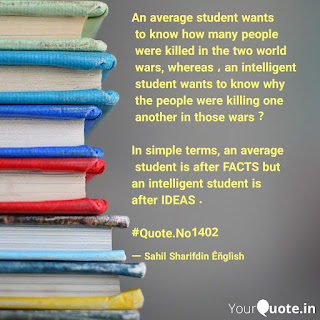 An average student wants
to know how many people
were killed in the two world
wars, whereas ، an intelligent
student wants to know why
the people were killing one
another in those wars ?
In simple terms, an average
student is after FACTS but
an intelligent student is
after IDEAS .
#Quote.No1402
— Sahil Sharifdin Êñglish
YourQuote.in